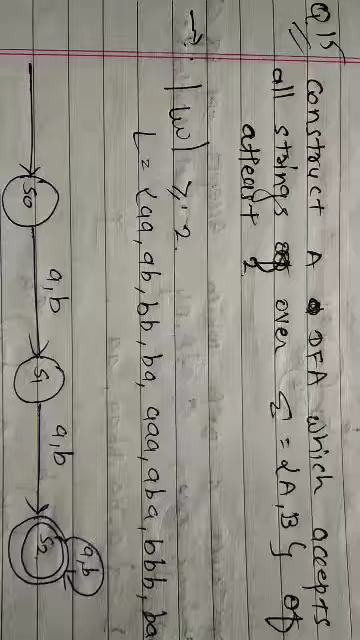 Q.15 Construct A DFA which accepts
all strings over Σ = {A,B} of
atleast 2
→ |w| ≥ 2
L = {aa, ab, bb, ba, aaa, aba, bbb, ba
S0 a,b S1 a,b S2 a,b